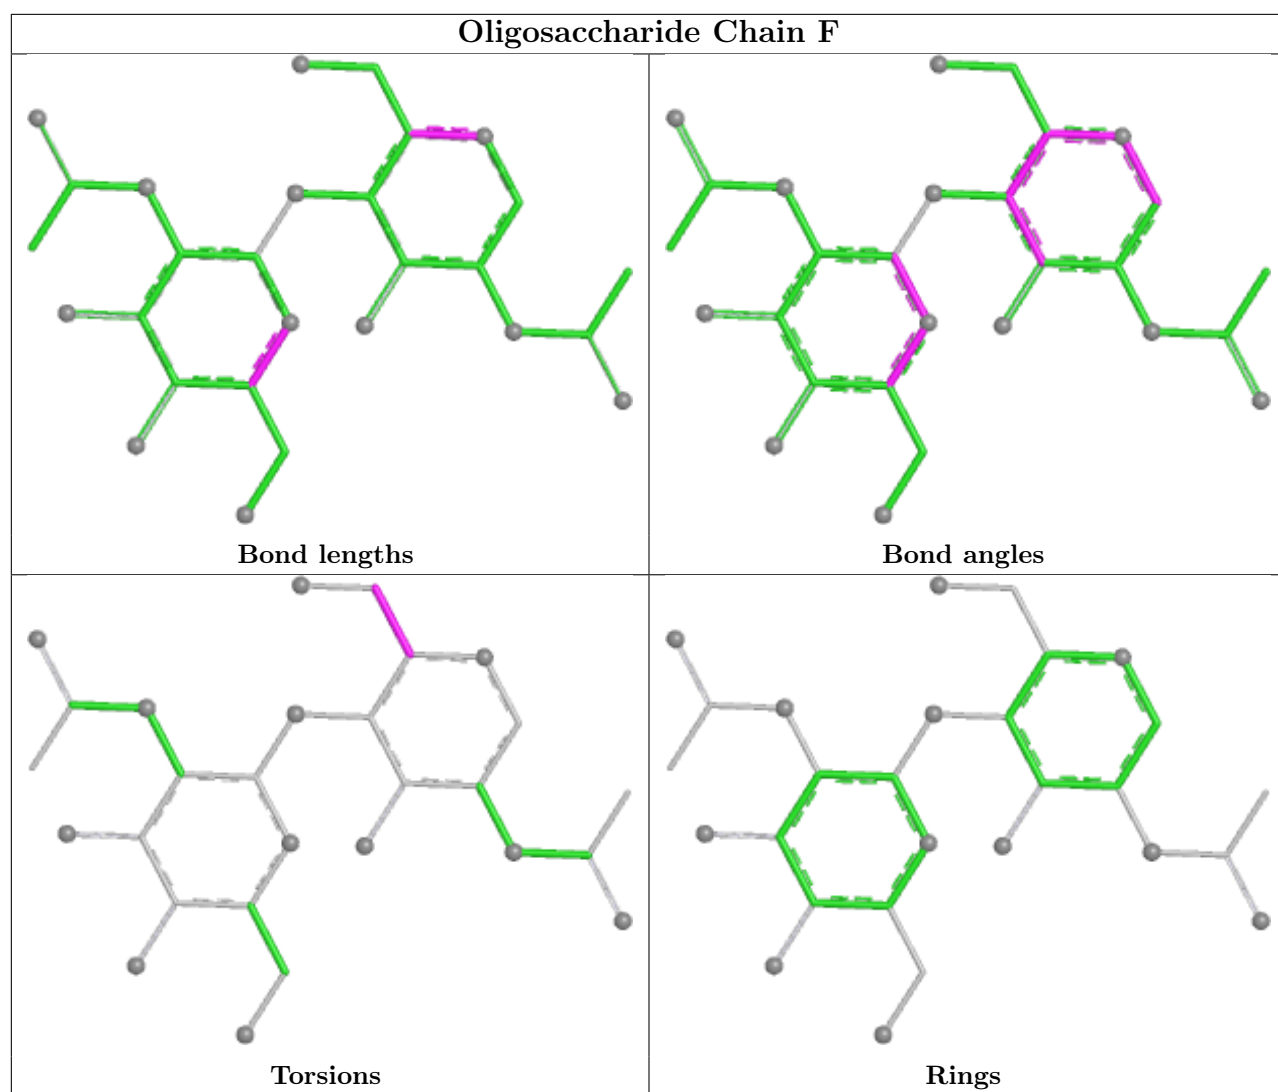 Oligosaccharide Chain F
Bond lengths
Bond angles
Torsions
Rings